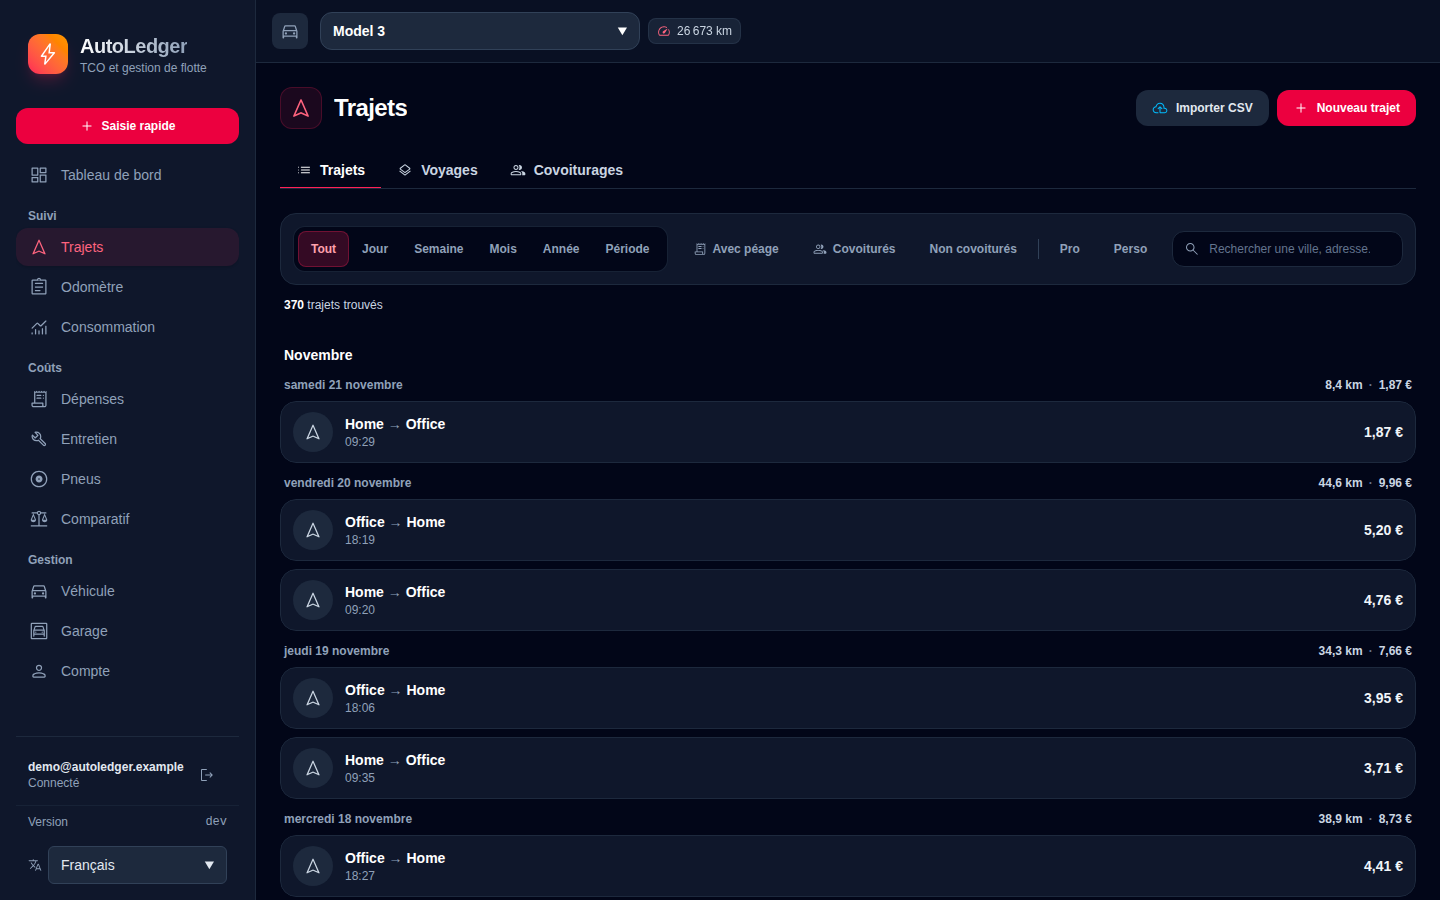 AutoLedger
TCO et gestion de flotte
Saisie rapide
Tableau de bord
Suivi
Trajets
Odomètre
Consommation
Coûts
Dépenses
Entretien
Pneus
Comparatif
Gestion
Véhicule
Garage
Compte
demo@autoledger.example
Connecté
Version dev
Français
Model 3
26 673 km
Trajets
Importer CSV
Nouveau trajet
Trajets Voyages Covoiturages
Tout Jour Semaine Mois Année Période Avec péage Covoiturés Non covoiturés Pro Perso Rechercher une ville, adresse.
370 trajets trouvés
Novembre
samedi 21 novembre 8,4 km · 1,87 €
Home → Office
09:29
1,87 €
vendredi 20 novembre 44,6 km · 9,96 €
Office → Home
18:19
5,20 €
Home → Office
09:20
4,76 €
jeudi 19 novembre 34,3 km · 7,66 €
Office → Home
18:06
3,95 €
Home → Office
09:35
3,71 €
mercredi 18 novembre 38,9 km · 8,73 €
Office → Home
18:27
4,41 €